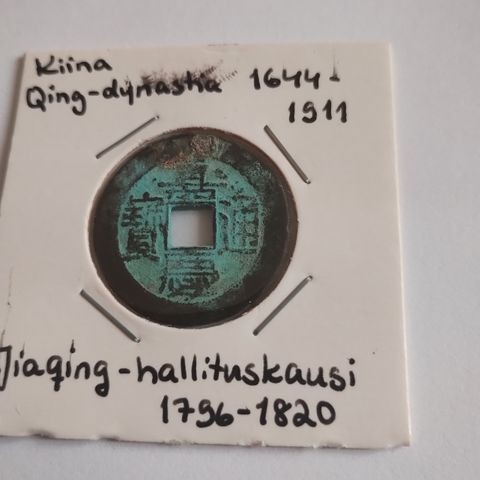 Kiina
Qing-dynastia 1644-
1911
嘉慶通寶
Jiaqing-hallituskausi
1796-1820